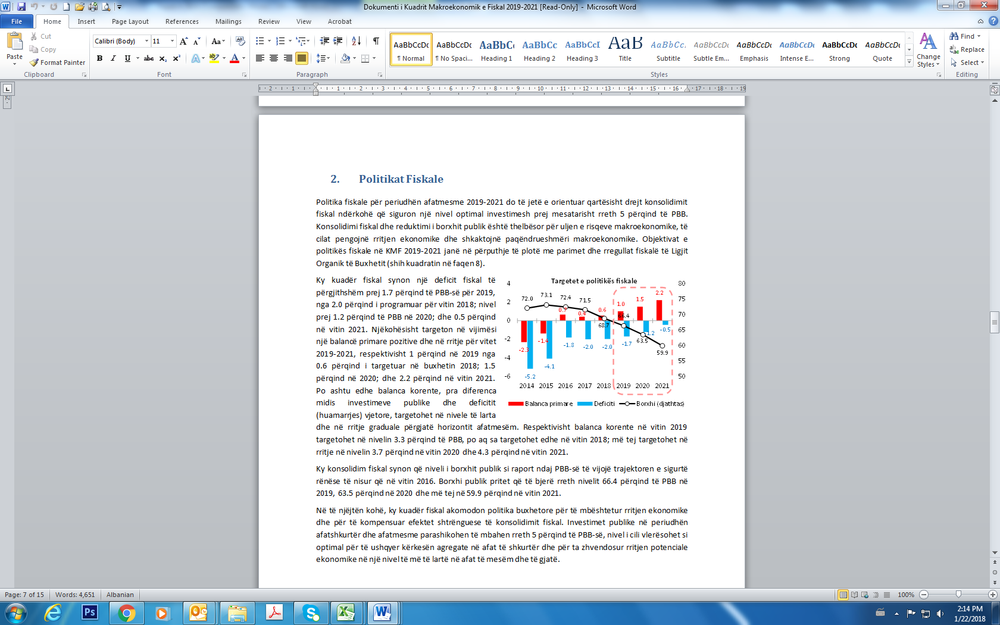 Dokumenti i Kuadrit Makroekonomik e Fiskal 2019-2021 [Read-Only] - Microsoft Word
File Home Insert Page Layout References Mailings Review View Acrobat
Paste
Cut
Copy
Format Painter
Clipboard
Calibri (Body) 11
Font
Paragraph
AaBbCcDc AaBbCcDc AaBbCc AaBbCc AaBbCcI AaB AaBbCcI AaBbCcDc AaBbCcDc AaBbCcDc AaBbCcDc AaBbCcDc
¶ Normal ¶ No Spaci... Heading 1 Heading 2 Heading 3 Title Subtitle Subtle Em... Emphasis Intense E... Strong Quote
Styles
Change Styles
Find
Replace
Select
Editing
2 1 1 2 3 4 5 6 7 8 9 10 11 12 13 14 15 16 17 18 19
2. Politikat Fiskale
Politika fiskale për periudhën afatmesme 2019-2021 do të jetë e orientuar qartësisht drejt konsolidimit
fiskal ndërkohë që siguron një nivel optimal investimesh prej mesatarisht rreth 5 përqind të PBB.
Konsolidimi fiskal dhe reduktimi i borxhit publik është thelbësor për uljen e risqeve makroekonomike, të
cilat pengojnë rritjen ekonomike dhe shkaktojnë paqëndrueshmëri makroekonomike. Objektivat e
politikës fiskale në KMF 2019-2021 janë në përputhje të plotë me parimet dhe rregullat fiskalë të Ligjit
Organik të Buxhetit (shih kuadratin në faqen 8).
Ky kuadër fiskal synon një deficit fiskal të
përgjithshëm prej 1.7 përqind të PBB-së për 2019,
nga 2.0 përqind i programuar për vitin 2018; nivel
prej 1.2 përqind të PBB në 2020; dhe 0.5 përqind
në vitin 2021. Njëkohësisht targeton në vijimësi
një balancë primare pozitive dhe në rritje për vitet
2019-2021, respektivisht 1 përqind në 2019 nga
0.6 përqind i targetuar në buxhetin 2018; 1.5
përqind në 2020; dhe 2.2 përqind në vitin 2021.
Po ashtu edhe balanca korente, pra diferenca
midis investimeve publike dhe deficitit
(huamarrjes) vjetore, targetohet në nivele të larta
Targetet e politikës fiskale
4 2 0 -2 -4 -6
80 75 70 65 60 55 50
72.0 73.1 72.4 71.5 68.7 66.4 63.5 59.9
-2.3 -1.4 0.7 0.4 0.6 1.0 1.5 2.2
-5.2 -4.1 -1.8 -2.0 -2.0 -1.7 -1.2 -0.5
2014 2015 2016 2017 2018 2019 2020 2021
Balanca primare Deficiti Borxhi (djathtas)
dhe në rritje graduale përgjatë horizontit afatmesëm. Respektivisht balanca korente në vitin 2019
targetohet në nivelin 3.3 përqind të PBB, po aq sa targetohet edhe në vitin 2018; më tej targetohet në
rritje në nivelin 3.7 përqind në vitin 2020 dhe 4.3 përqind në vitin 2021.
Ky konsolidim fiskal synon që niveli i borxhit publik si raport ndaj PBB-së të vijojë trajektoren e sigurtë
rënëse të nisur që në vitin 2016. Borxhi publik pritet që të bjerë rreth nivelit 66.4 përqind të PBB në
2019, 63.5 përqind në 2020 dhe më tej në 59.9 përqind në vitin 2021.
Në të njëjtën kohë, ky kuadër fiskal akomodon politika buxhetore për të mbështetur rritjen ekonomike
dhe për të kompensuar efektet shtrënguese të konsolidimit fiskal. Investimet publike në periudhën
afatshkurtër dhe afatmesme parashikohen të mbahen rreth 5 përqind të PBB-së, nivel i cili vlerësohet si
optimal për të ushqyer kërkesën agregate në afat të shkurtër dhe për ta zhvendosur rritjen potenciale
ekonomike në një nivel të më të lartë në afat të mesëm dhe të gjatë.
Page: 7 of 15 Words: 4,651 Albanian 100%
2:14 PM
1/22/2018